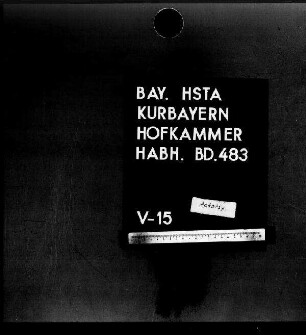 BAY. HSTA
KURBAYERN
HOFKAMMER
HABH. BD.483
V-15